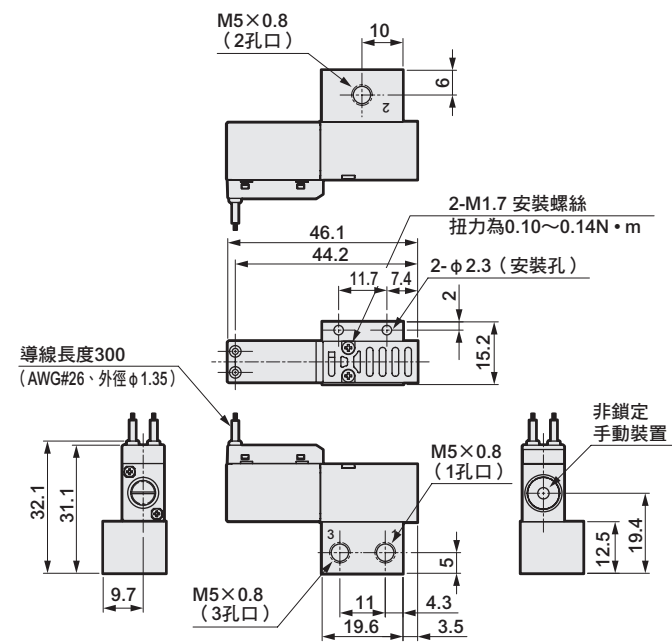 M5×0.8
（2孔口）
10
6
2
2-M1.7 安裝螺絲
扭力為0.10～0.14N・m
46.1
44.2
11.7
7.4
2-φ2.3（安裝孔）
2
15.2
導線長度300
（AWG#26、外徑φ1.35）
非鎖定
手動裝置
M5×0.8
（1孔口）
32.1
31.1
3
19.4
12.5
5
9.7
M5×0.8
（3孔口）
11
4.3
19.6
3.5